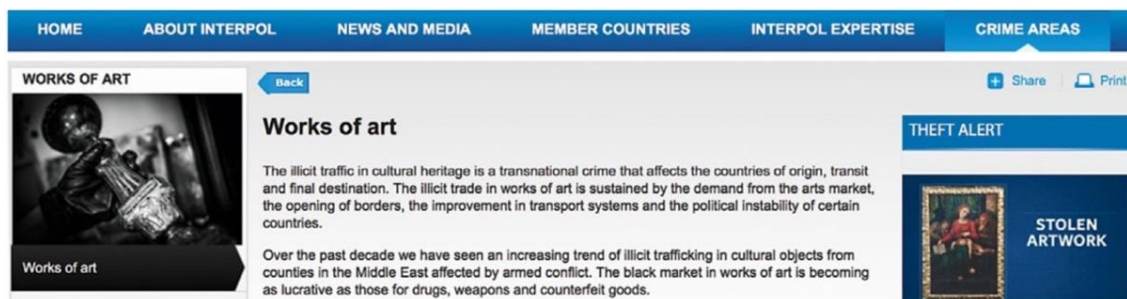 HOME ABOUT INTERPOL NEWS AND MEDIA MEMBER COUNTRIES INTERPOL EXPERTISE CRIME AREAS
WORKS OF ART
Back
Share Print
Works of art
THEFT ALERT
The illicit traffic in cultural heritage is a transnational crime that affects the countries of origin, transit
and final destination. The illicit trade in works of art is sustained by the demand from the arts market,
the opening of borders, the improvement in transport systems and the political instability of certain
countries.
STOLEN
ARTWORK
Works of art
Over the past decade we have seen an increasing trend of illicit trafficking in cultural objects from
counties in the Middle East affected by armed conflict. The black market in works of art is becoming
as lucrative as those for drugs, weapons and counterfeit goods.